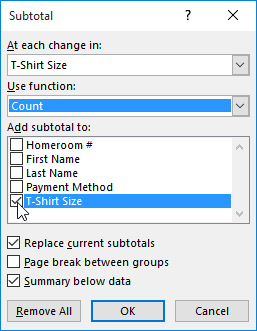 Subtotal
At each change in:
T-Shirt Size
Use function:
Count
Add subtotal to:
Homeroom #
First Name
Last Name
Payment Method
T-Shirt Size
Replace current subtotals
Page break between groups
Summary below data
Remove All OK Cancel